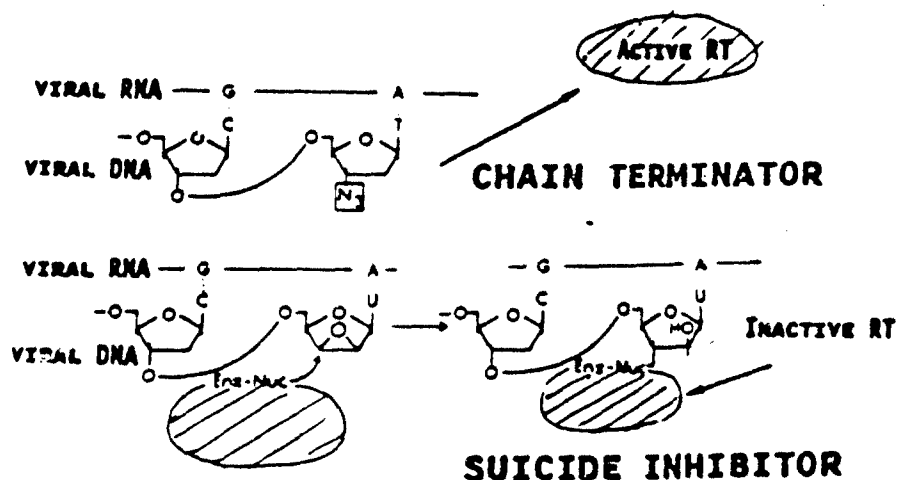 ACTIVE RT
VIRAL RNA — G — A —
C T
—O O O O
VIRAL DNA
O N3
CHAIN TERMINATOR
VIRAL RNA — G — A —
— G — A —
C U C U
—O O O O O
—O O O HO
INACTIVE RT
VIRAL DNA
O Enz-Nuc
O Enz-Nuc
SUICIDE INHIBITOR